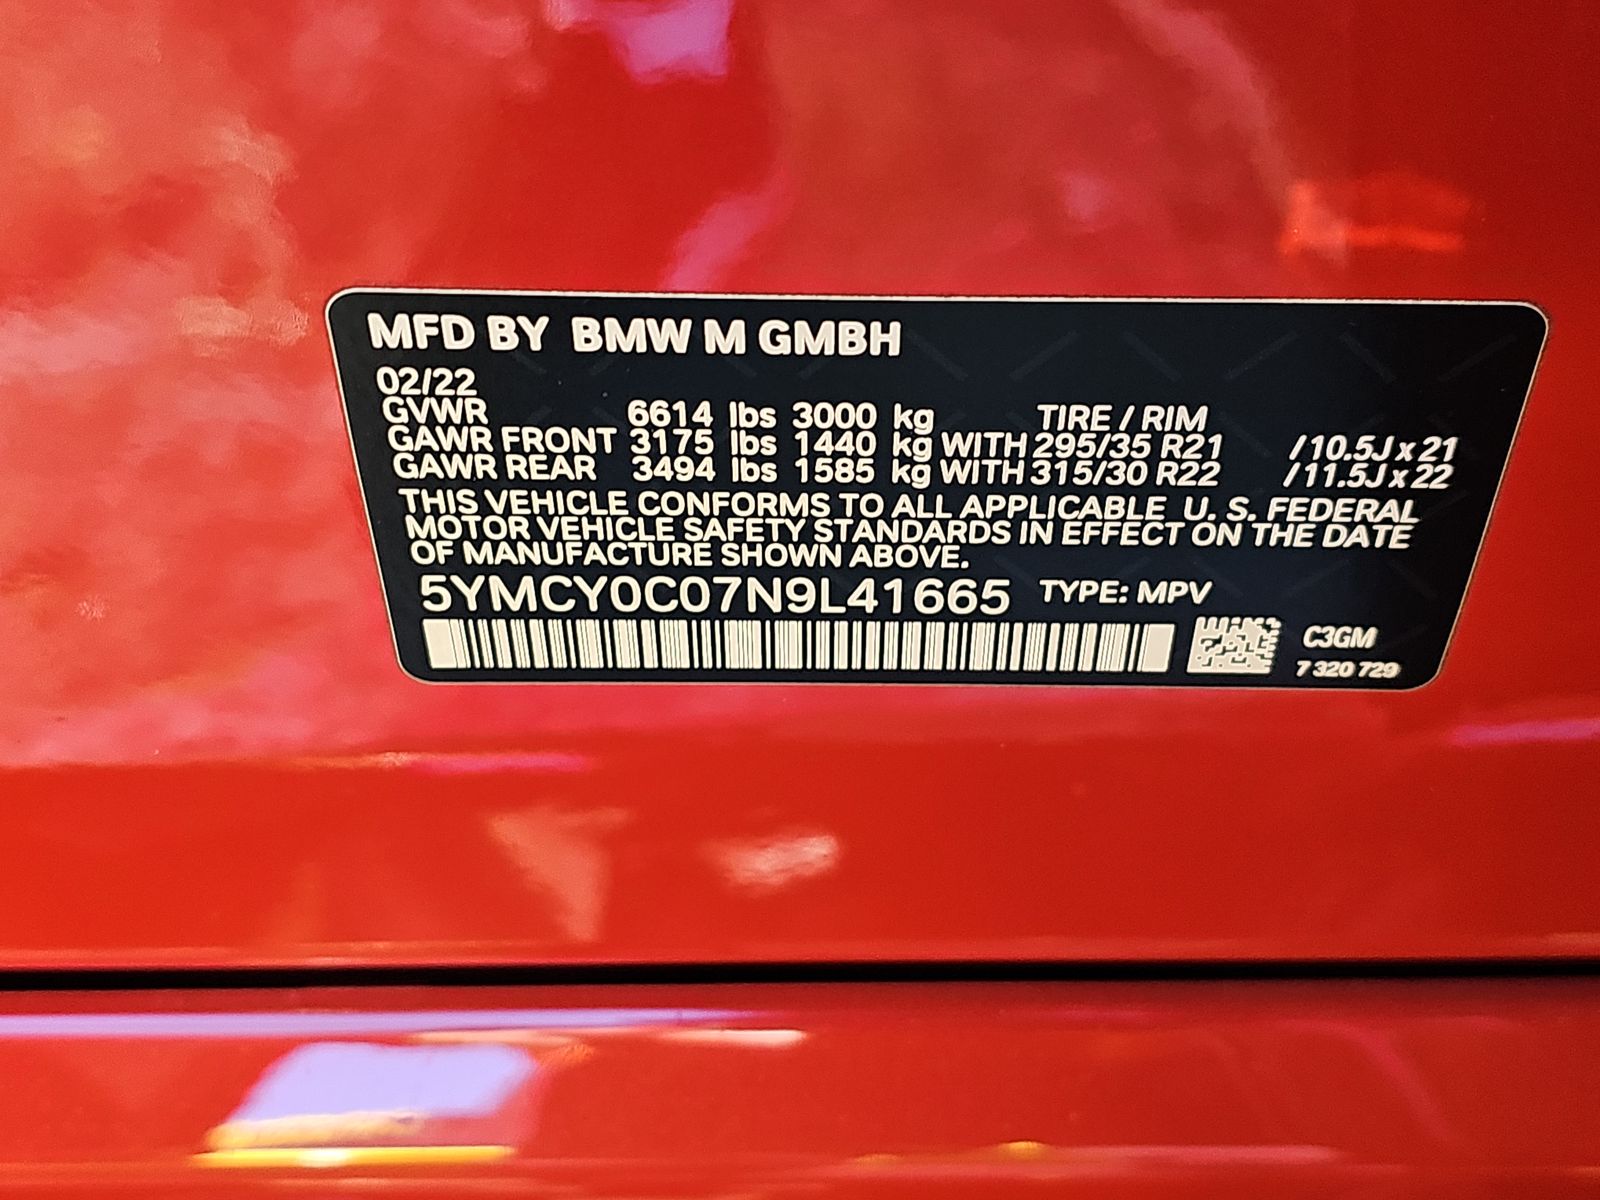 MFD BY BMW M GMBH
02/22
GVWR 6614 lbs 3000 kg TIRE / RIM
GAWR FRONT 3175 lbs 1440 kg WITH 295/35 R21 /10.5J x 21
GAWR REAR 3494 lbs 1585 kg WITH 315/30 R22 /11.5J x 22
THIS VEHICLE CONFORMS TO ALL APPLICABLE U. S. FEDERAL
MOTOR VEHICLE SAFETY STANDARDS IN EFFECT ON THE DATE
OF MANUFACTURE SHOWN ABOVE.
5YMCY0C07N9L41665 TYPE: MPV
C3GM
7 320 729